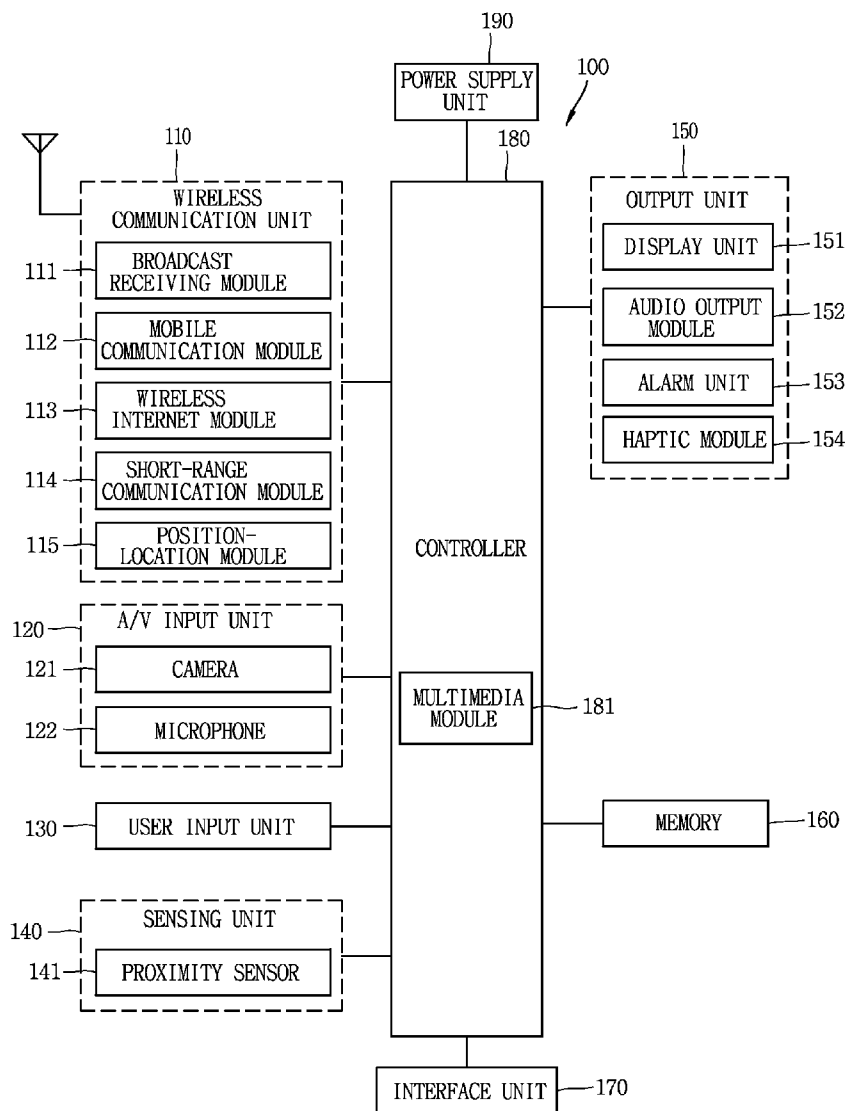 190
POWER SUPPLY
UNIT
100
110
180
150
WIRELESS
COMMUNICATION UNIT
111
BROADCAST
RECEIVING MODULE
112
MOBILE
COMMUNICATION MODULE
113
WIRELESS
INTERNET MODULE
114
SHORT-RANGE
COMMUNICATION MODULE
115
POSITION-
LOCATION MODULE
120
A/V INPUT UNIT
121
CAMERA
122
MICROPHONE
130
USER INPUT UNIT
140
SENSING UNIT
141
PROXIMITY SENSOR
CONTROLLER
MULTIMEDIA
MODULE
181
OUTPUT UNIT
DISPLAY UNIT
151
AUDIO OUTPUT
MODULE
152
ALARM UNIT
153
HAPTIC MODULE
154
MEMORY
160
INTERFACE UNIT
170